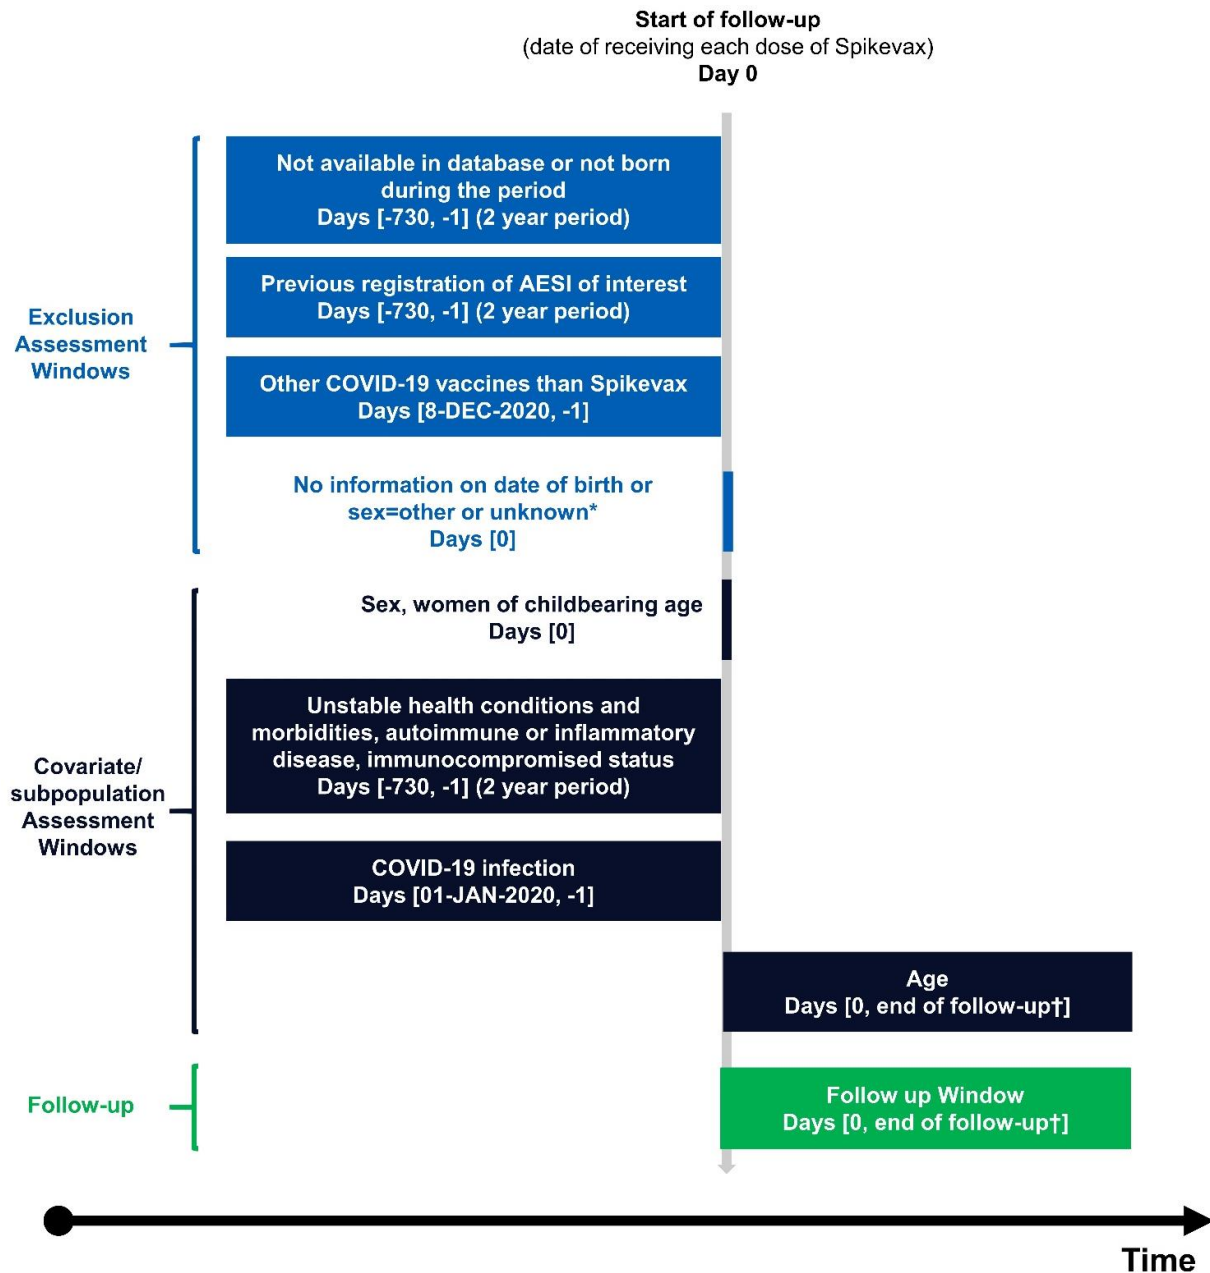 Start of follow-up
(date of receiving each dose of Spikevax)
Day 0
Exclusion
Assessment
Windows
Not available in database or not born
during the period
Days [-730, -1] (2 year period)
Previous registration of AESI of interest
Days [-730, -1] (2 year period)
Other COVID-19 vaccines than Spikevax
Days [8-DEC-2020, -1]
No information on date of birth or
sex=other or unknown*
Days [0]
Covariate/
subpopulation
Assessment
Windows
Sex, women of childbearing age
Days [0]
Unstable health conditions and
morbidities, autoimmune or inflammatory
disease, immunocompromised status
Days [-730, -1] (2 year period)
COVID-19 infection
Days [01-JAN-2020, -1]
Age
Days [0, end of follow-up†]
Follow-up
Follow up Window
Days [0, end of follow-up†]
Time